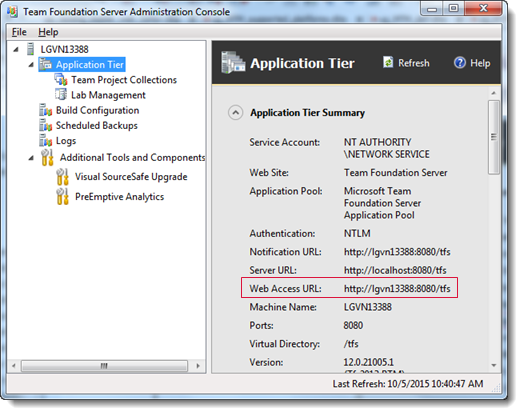 Team Foundation Server Administration Console
File Help
LGVN13388
Application Tier
Team Project Collections
Lab Management
Build Configuration
Scheduled Backups
Logs
Additional Tools and Components
Visual SourceSafe Upgrade
PreEmptive Analytics
Application Tier
Refresh
Help
Application Tier Summary
Service Account: NT AUTHORITY
\NETWORK SERVICE
Web Site: Team Foundation Server
Application Pool: Microsoft Team
Foundation Server
Application Pool
Authentication: NTLM
Notification URL: http://lgvn13388:8080/tfs
Server URL: http://localhost:8080/tfs
Web Access URL: http://lgvn13388:8080/tfs
Machine Name: LGVN13388
Ports: 8080
Virtual Directory: /tfs
Version: 12.0.21005.1
Last Refresh: 10/5/2015 10:40:47 AM